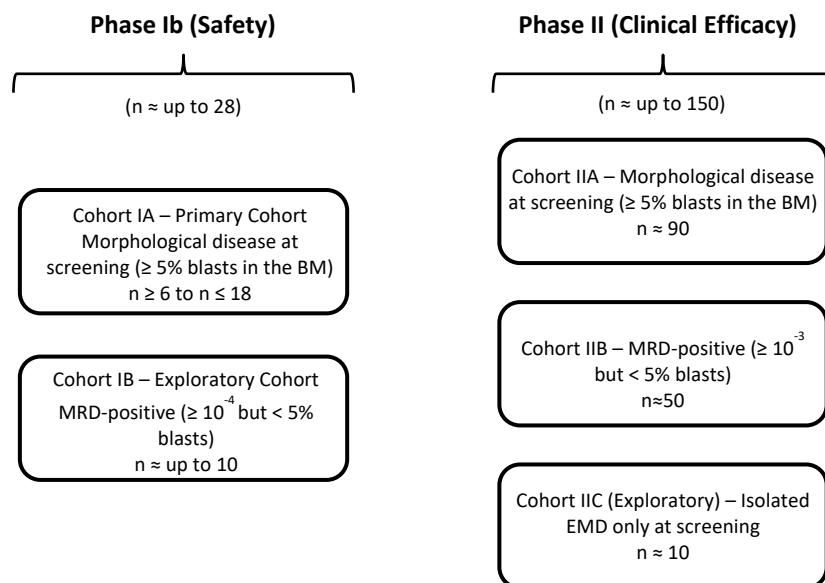 Phase Ib (Safety)
(n ≈ up to 28)
Cohort IA – Primary Cohort
Morphological disease at
screening (≥ 5% blasts in the BM)
n ≥ 6 to n ≤ 18
Cohort IB – Exploratory Cohort
MRD-positive (≥ 10⁻⁴ but < 5%
blasts)
n ≈ up to 10
Phase II (Clinical Efficacy)
(n ≈ up to 150)
Cohort IIA – Morphological disease
at screening (≥ 5% blasts in the BM)
n ≈ 90
Cohort IIB – MRD-positive (≥ 10⁻³
but < 5% blasts)
n≈50
Cohort IIC (Exploratory) – Isolated
EMD only at screening
n ≈ 10